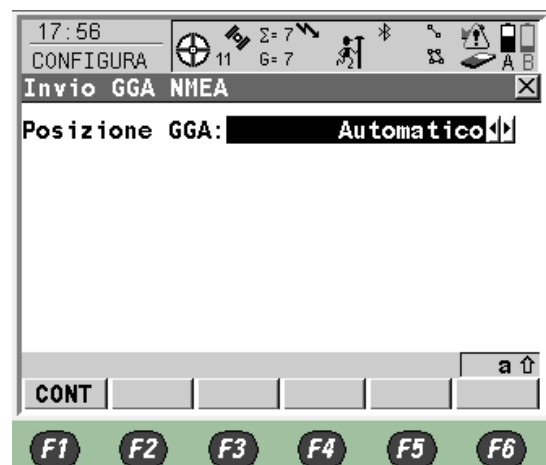 17:56
CONFIGURA
11
Σ= 7
G= 7
A B
Invio GGA NMEA
Posizione GGA: Automatico
a
CONT
F1 F2 F3 F4 F5 F6